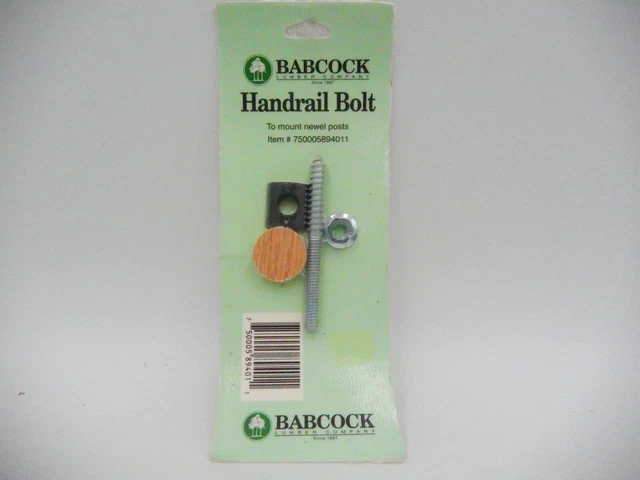 BABCOCK
LUMBER COMPANY
Since 1887
Handrail Bolt
To mount newel posts
Item # 750005894011
7 50005 89401 1
BABCOCK
LUMBER COMPANY
Since 1887